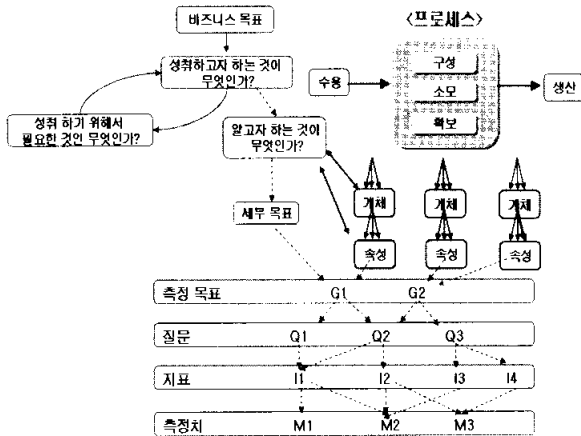 비즈니스 목표
<프로세스>
성취하고자 하는 것이
무엇인가?
수용
구성
소모
확보
생산
성취 하기 위해서
필요한 것인 무엇인가?
알고자 하는 것이
무엇인가?
개체
개체
개체
세부 목표
속성
속성
속성
측정 목표 G1 G2
질문 Q1 Q2 Q3
지표 I1 I2 I3 I4
측정치 M1 M2 M3